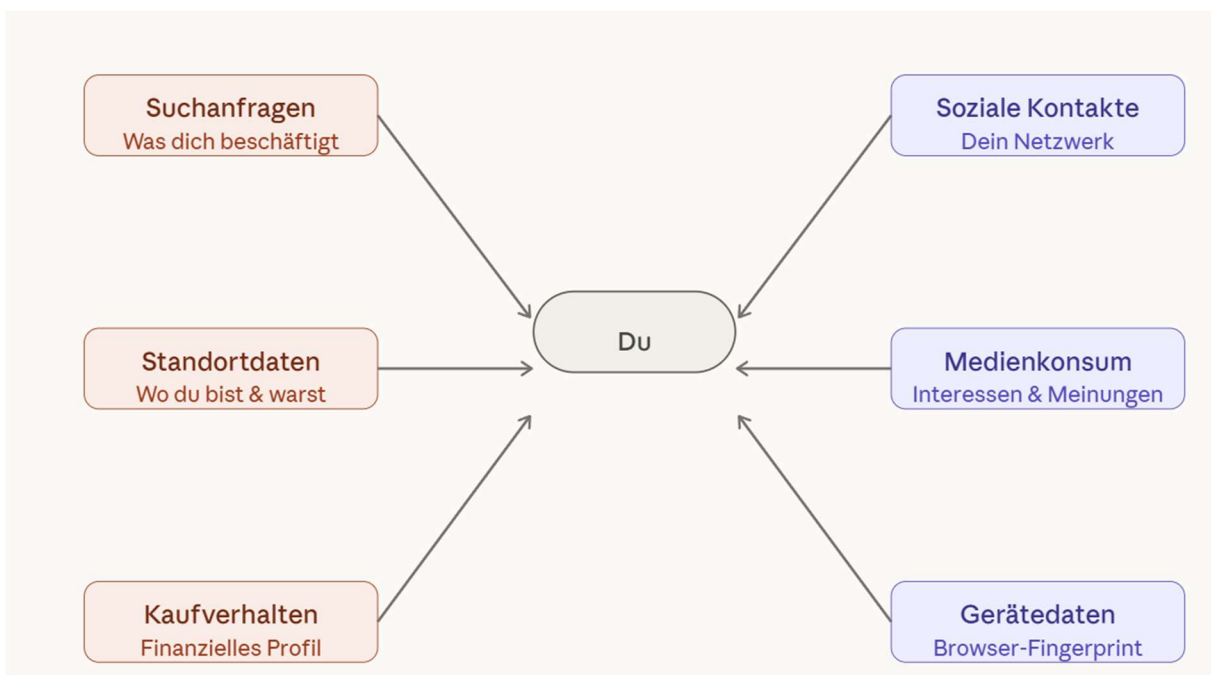 Suchanfragen
Was dich beschäftigt
Soziale Kontakte
Dein Netzwerk
Du
Standortdaten
Wo du bist & warst
Medienkonsum
Interessen & Meinungen
Kaufverhalten
Finanzielles Profil
Gerätedaten
Browser-Fingerprint